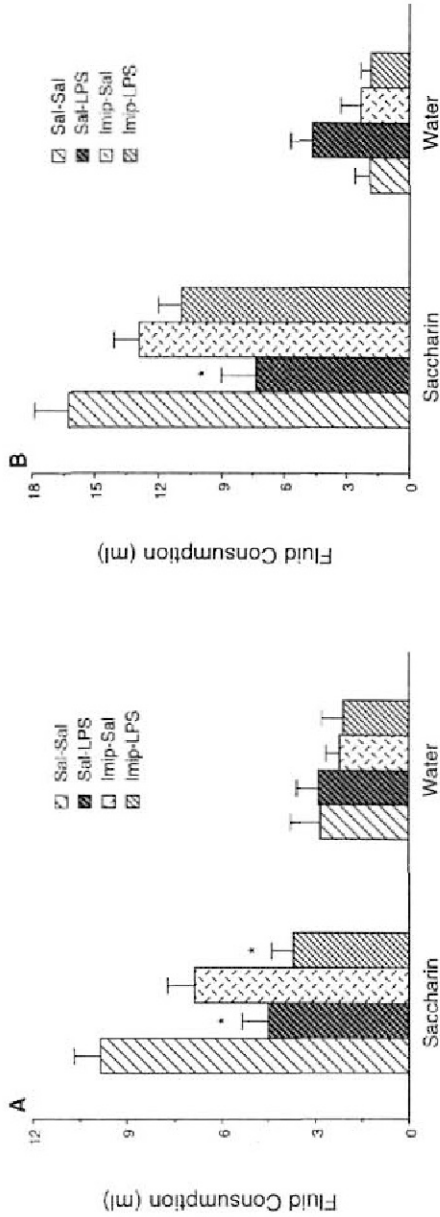 A
Fluid Consumption (ml)
12
9
6
3
0
Sal-Sal
Sal-LPS
Imip-Sal
Imip-LPS
*
*
Saccharin
Water
B
Fluid Consumption (ml)
18
15
12
9
6
3
0
Sal-Sal
Sal-LPS
Imip-Sal
Imip-LPS
*
Saccharin
Water